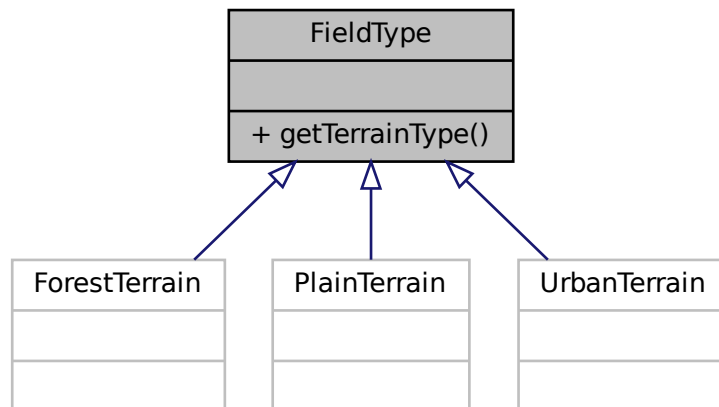 FieldType
+ getTerrainType()
ForestTerrain
PlainTerrain
UrbanTerrain